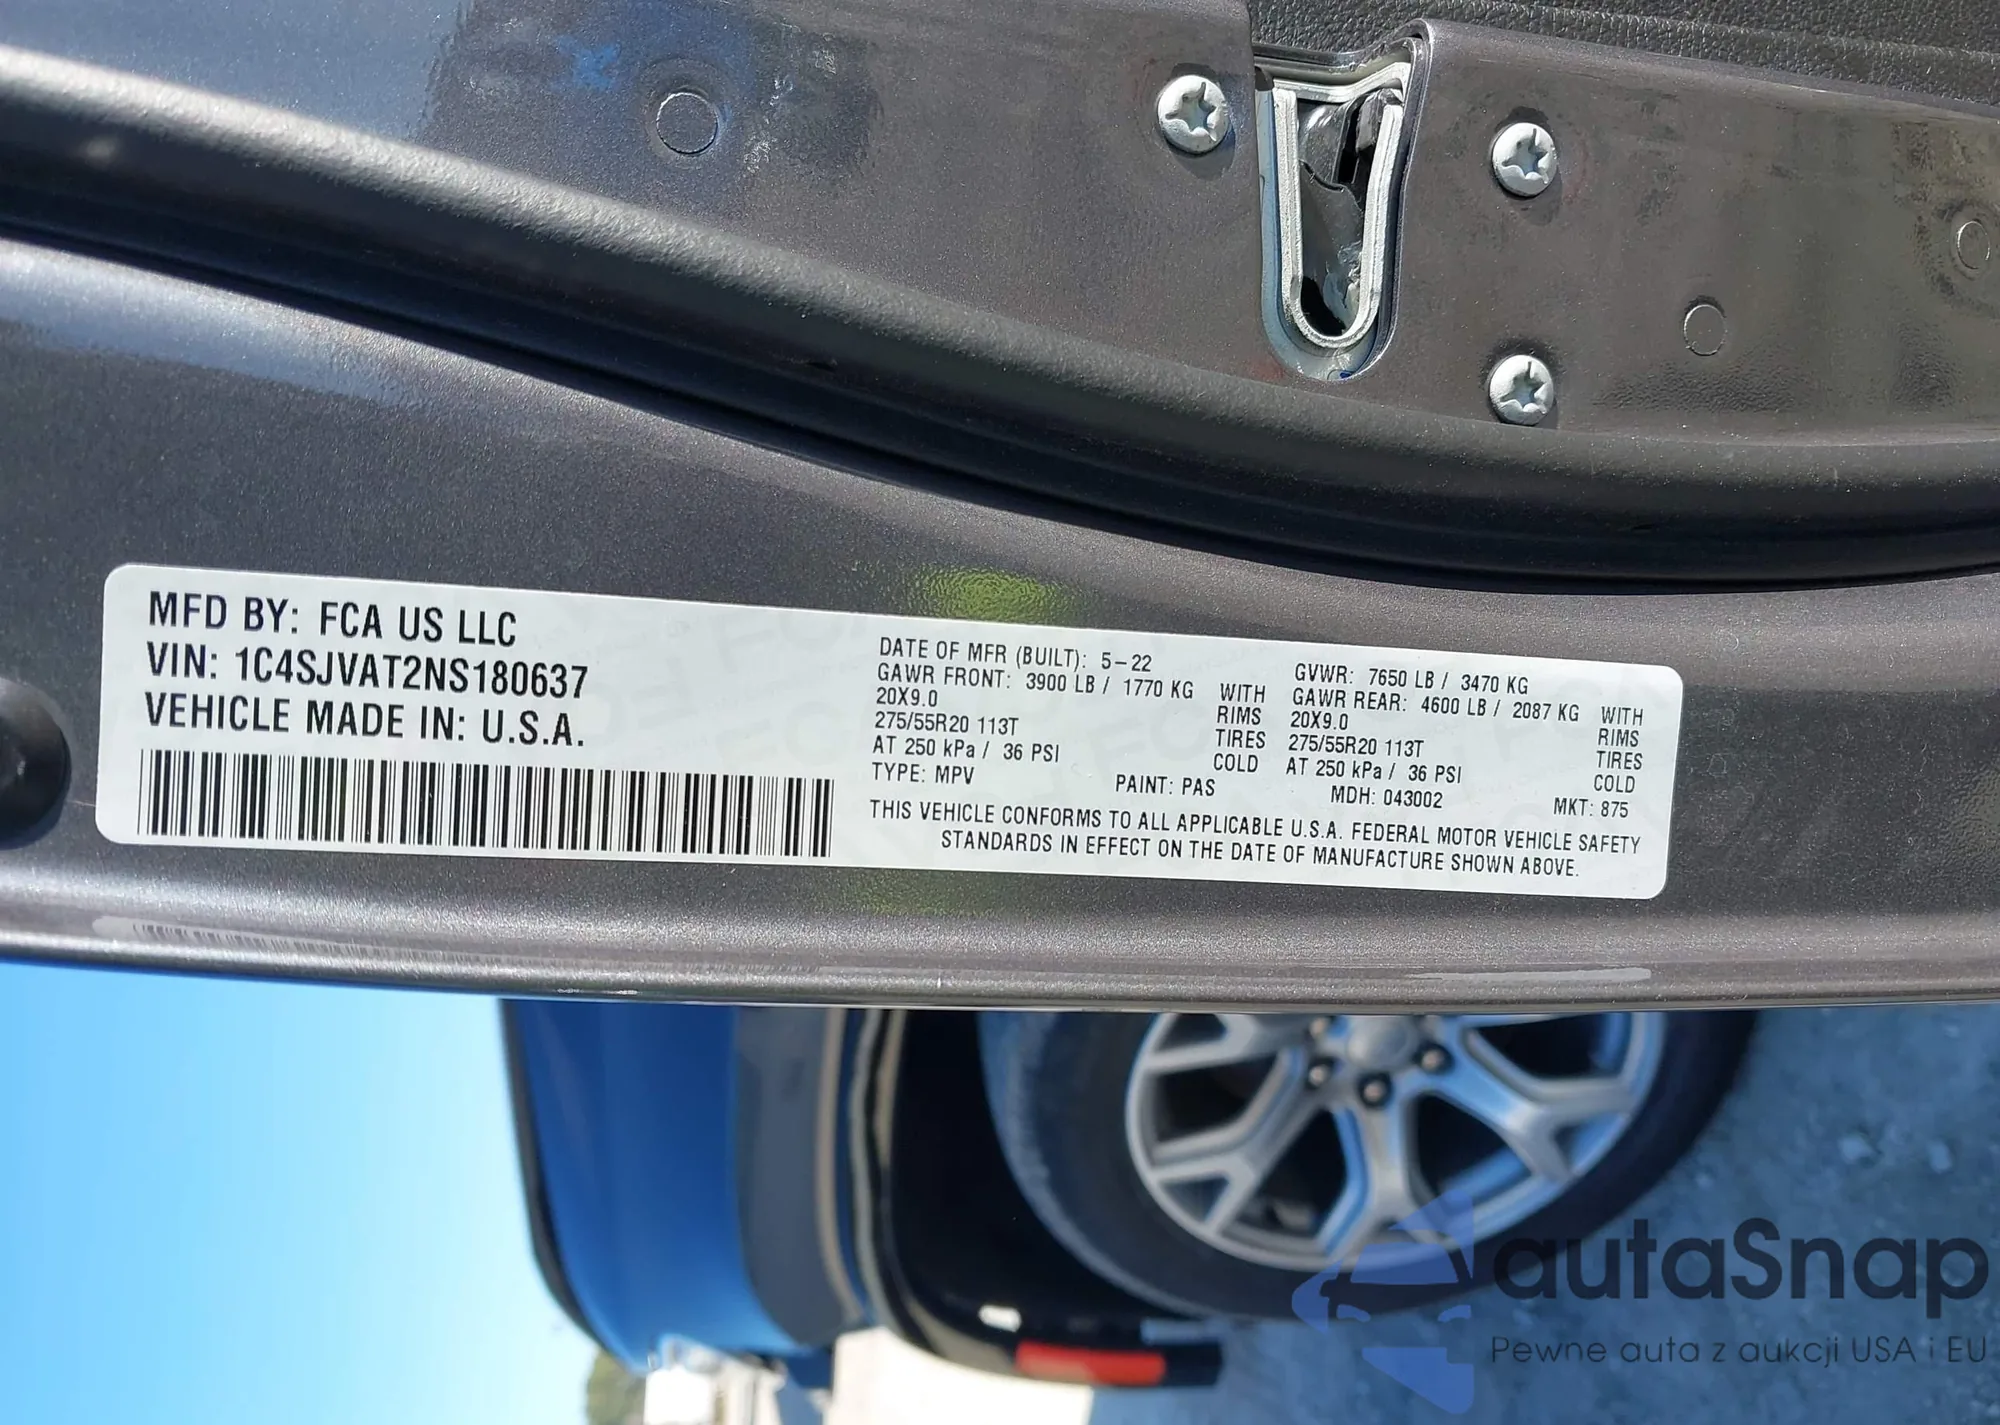 MFD BY: FCA US LLC
VIN: 1C4SJVAT2NS180637
VEHICLE MADE IN: U.S.A.
DATE OF MFR (BUILT): 5-22
GAWR FRONT: 3900 LB / 1770 KG WITH
20X9.0 RIMS
275/55R20 113T TIRES
AT 250 kPa / 36 PSI COLD
TYPE: MPV PAINT: PAS
GVWR: 7650 LB / 3470 KG
GAWR REAR: 4600 LB / 2087 KG WITH
20X9.0 RIMS
275/55R20 113T TIRES
AT 250 kPa / 36 PSI COLD
MDH: 043002 MKT: 875
THIS VEHICLE CONFORMS TO ALL APPLICABLE U.S.A. FEDERAL MOTOR VEHICLE SAFETY
STANDARDS IN EFFECT ON THE DATE OF MANUFACTURE SHOWN ABOVE.
autaSnap
Pewne auta z aukcji USA i EU